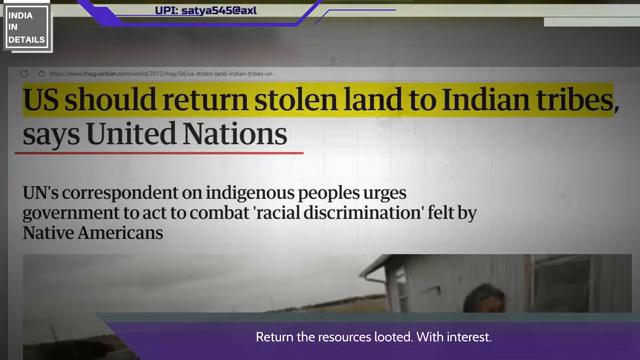 INDIA
IN
DETAILS
UPI: satya545@axl
https://www.theguardian.com/world/2012/may/04/us-stolen-land-indian-tribes-un
US should return stolen land to Indian tribes,
says United Nations
UN's correspondent on indigenous peoples urges
government to act to combat 'racial discrimination' felt by
Native Americans
Return the resources looted. With interest.